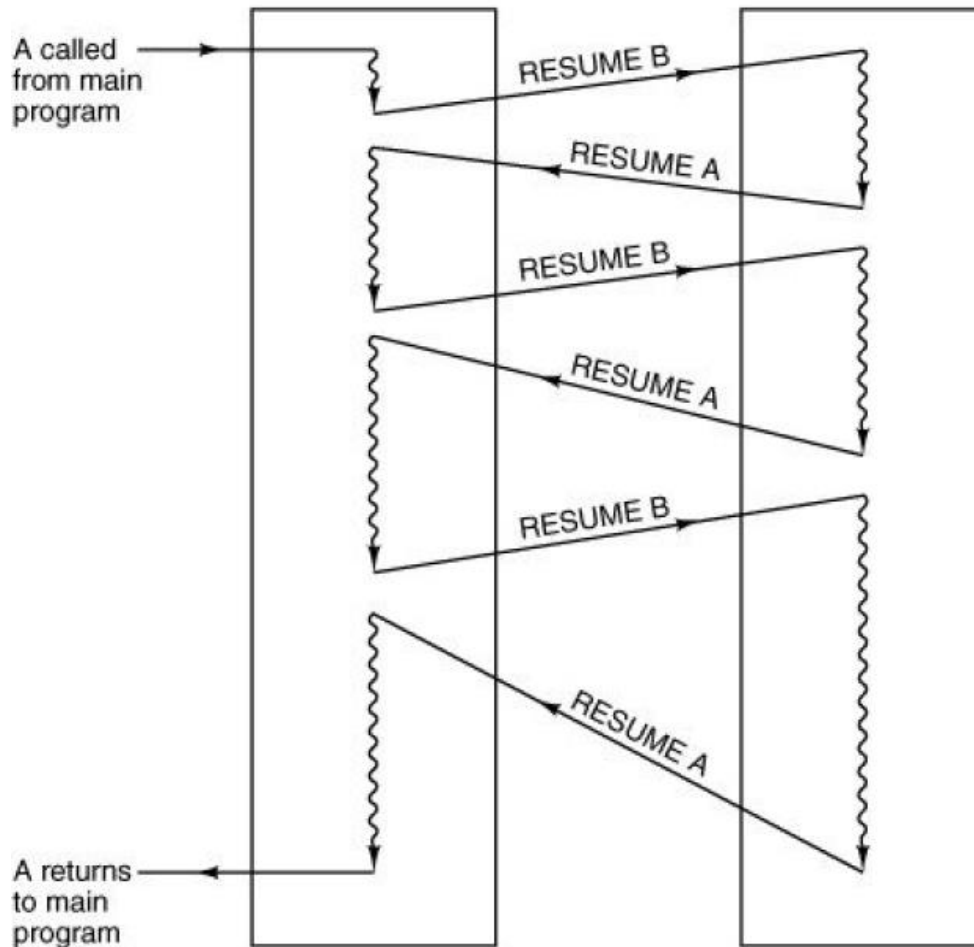 A called
from main
program
RESUME B
RESUME A
RESUME B
RESUME A
RESUME B
RESUME A
A returns
to main
program